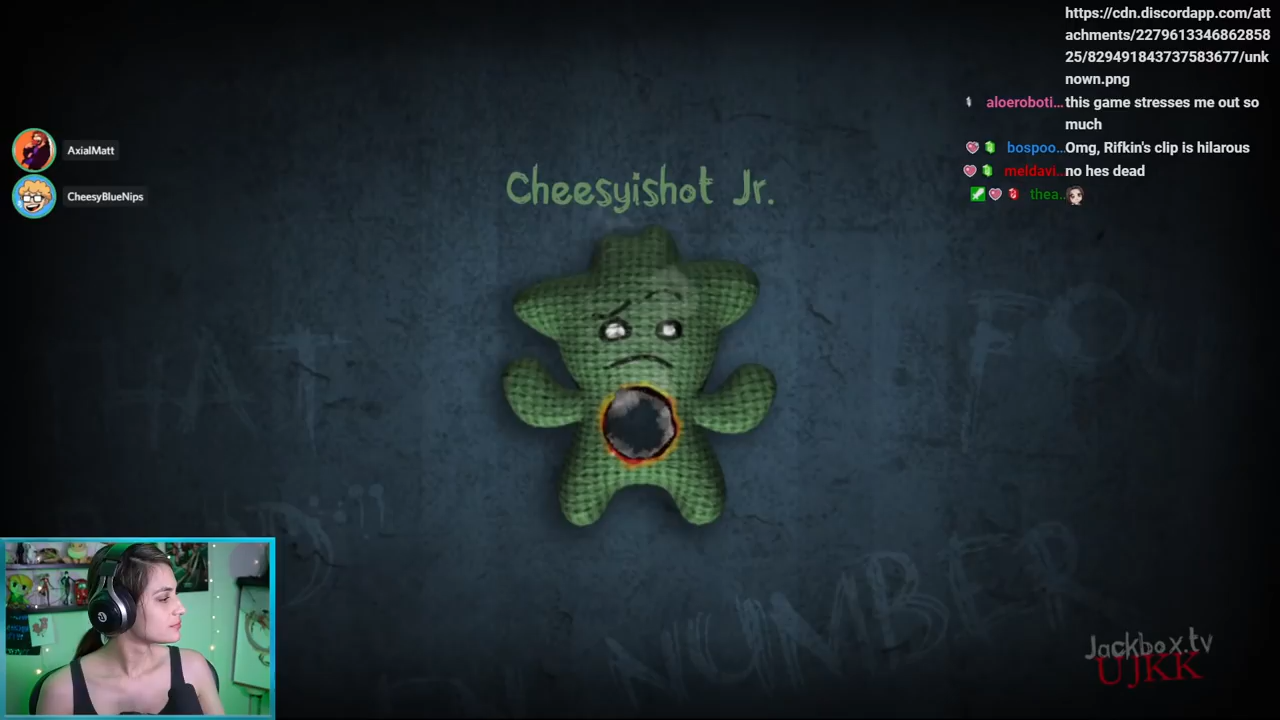 https://cdn.discordapp.com/att
achments/2279613346862858
25/829491843737583677/unk
nown.png
aloeroboti... this game stresses me out so
much
bospoo.. Omg, Rifkin's clip is hilarous
meldavi.. no hes dead
thea..
AxialMatt
CheesyBlueNips
Cheesyishot Jr.
NUMBER
Jackbox.tv
UJKK